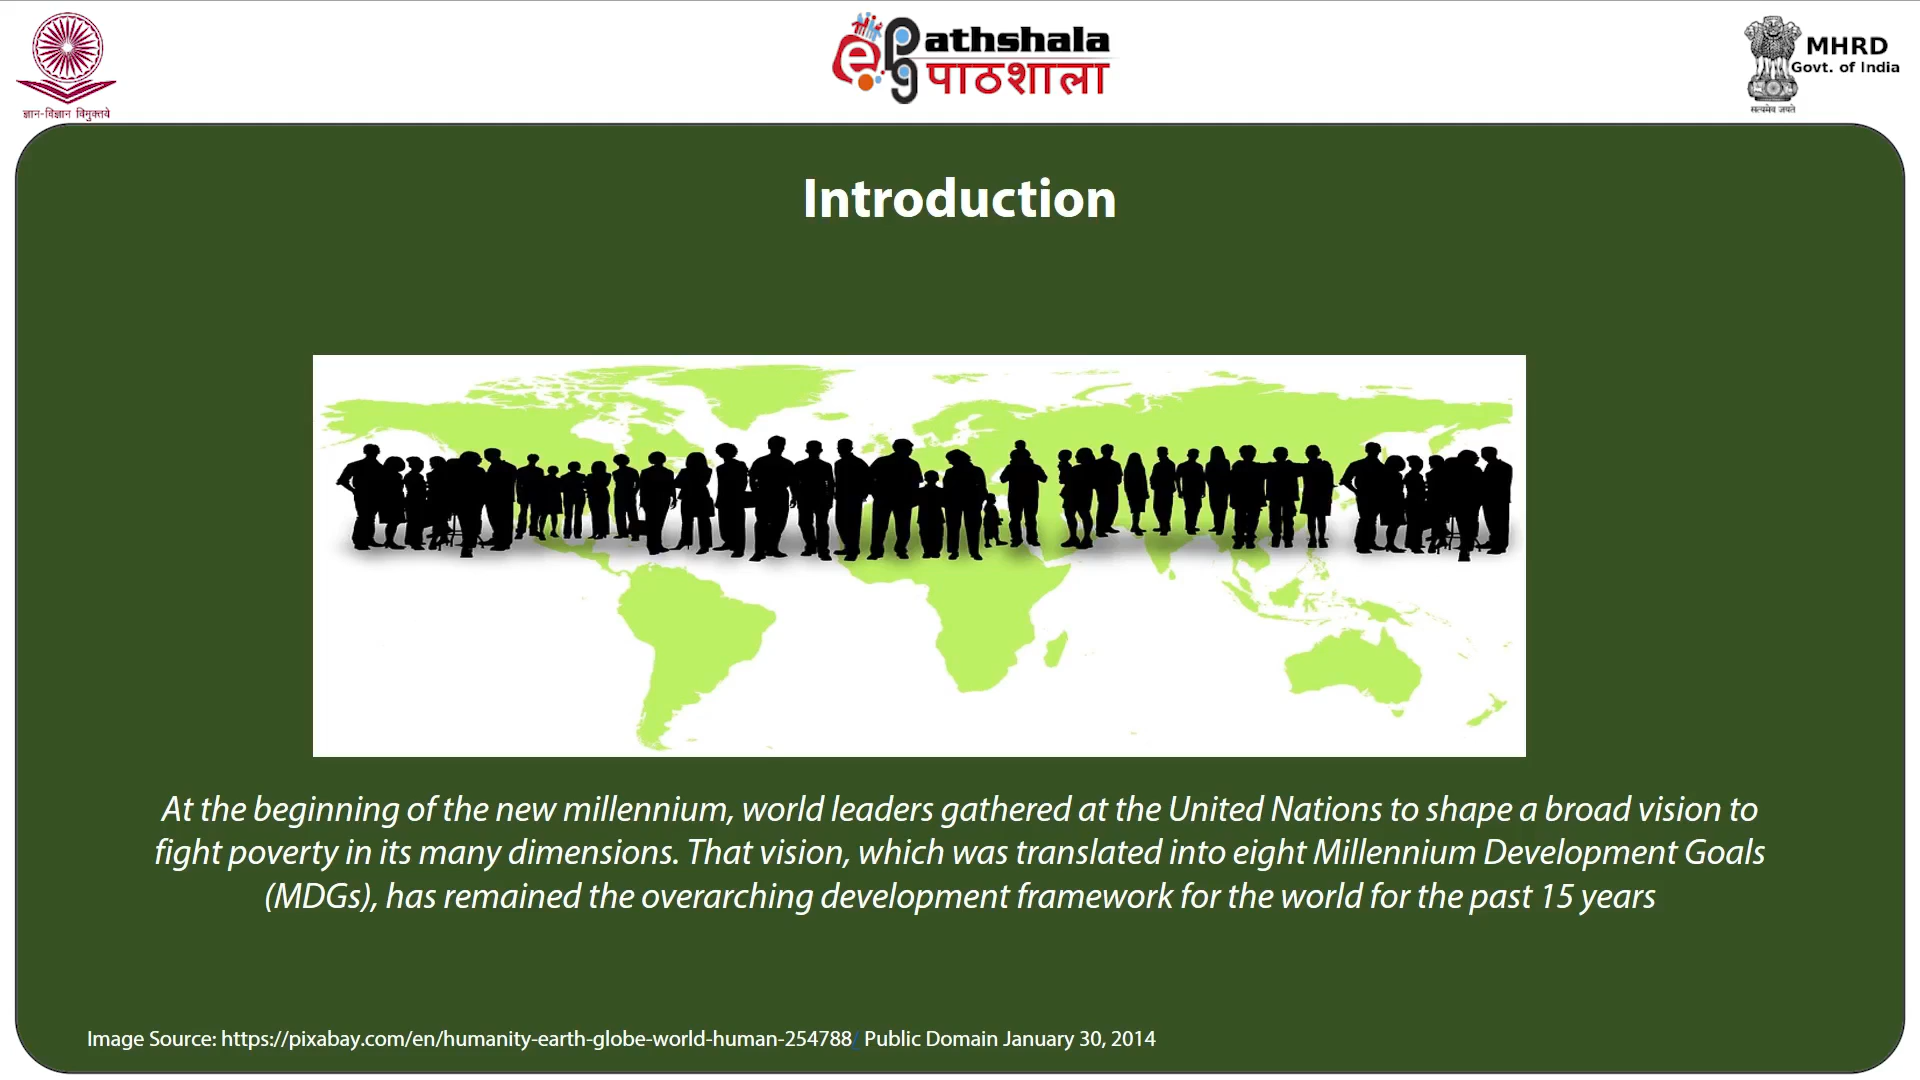 ज्ञान-विज्ञान विमुक्तये
ePG Pathshala
पाठशाला
MHRD
Govt. of India
सत्यमेव जयते
Introduction
At the beginning of the new millennium, world leaders gathered at the United Nations to shape a broad vision to
fight poverty in its many dimensions. That vision, which was translated into eight Millennium Development Goals
(MDGs), has remained the overarching development framework for the world for the past 15 years
Image Source: https://pixabay.com/en/humanity-earth-globe-world-human-254788/ Public Domain January 30, 2014